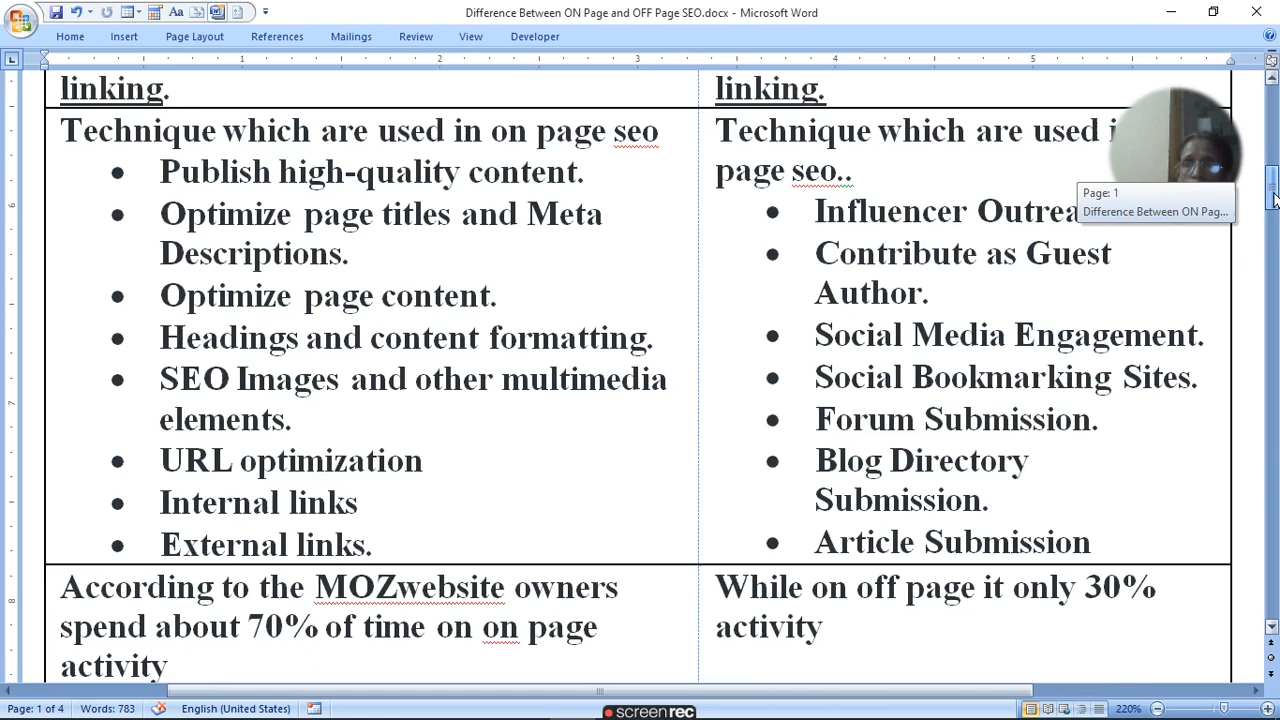 Difference Between ON Page and OFF Page SEO.docx - Microsoft Word
Home Insert Page Layout References Mailings Review View Developer
1 2 3 4 5
linking.
Technique which are used in on page seo
• Publish high-quality content.
• Optimize page titles and Meta
Descriptions.
• Optimize page content.
• Headings and content formatting.
• SEO Images and other multimedia
elements.
• URL optimization
• Internal links
• External links.
According to the MOZwebsite owners
spend about 70% of time on on page
activity
linking.
Technique which are used
page seo..
• Influencer
• Contribute as Guest
Author.
• Social Media Engagement.
• Social Bookmarking Sites.
• Forum Submission.
• Blog Directory
Submission.
• Article Submission
While on off page it only 30%
activity
Page: 1
Difference Between ON Pag...
Page: 1 of 4 Words: 783 English (United States) 220%
screenrec